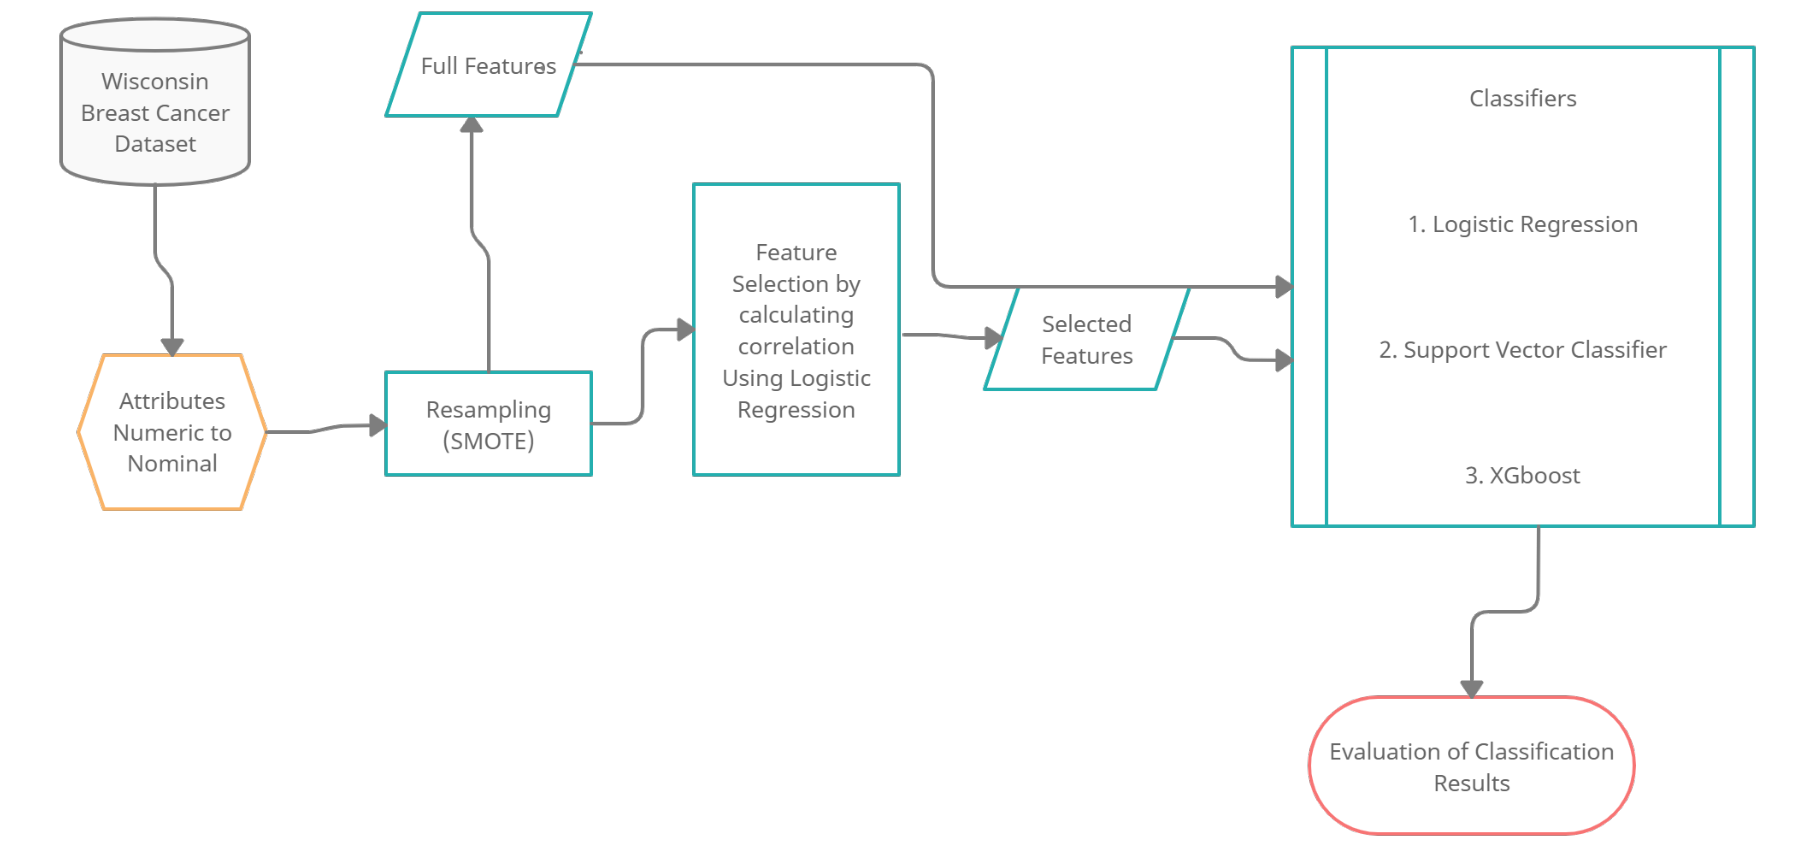 Wisconsin
Breast Cancer
Dataset
Full Features
Classifiers
1. Logistic Regression
2. Support Vector Classifier
3. XGboost
Feature
Selection by
calculating
correlation
Using Logistic
Regression
Selected
Features
Attributes
Numeric to
Nominal
Resampling
(SMOTE)
Evaluation of Classification
Results